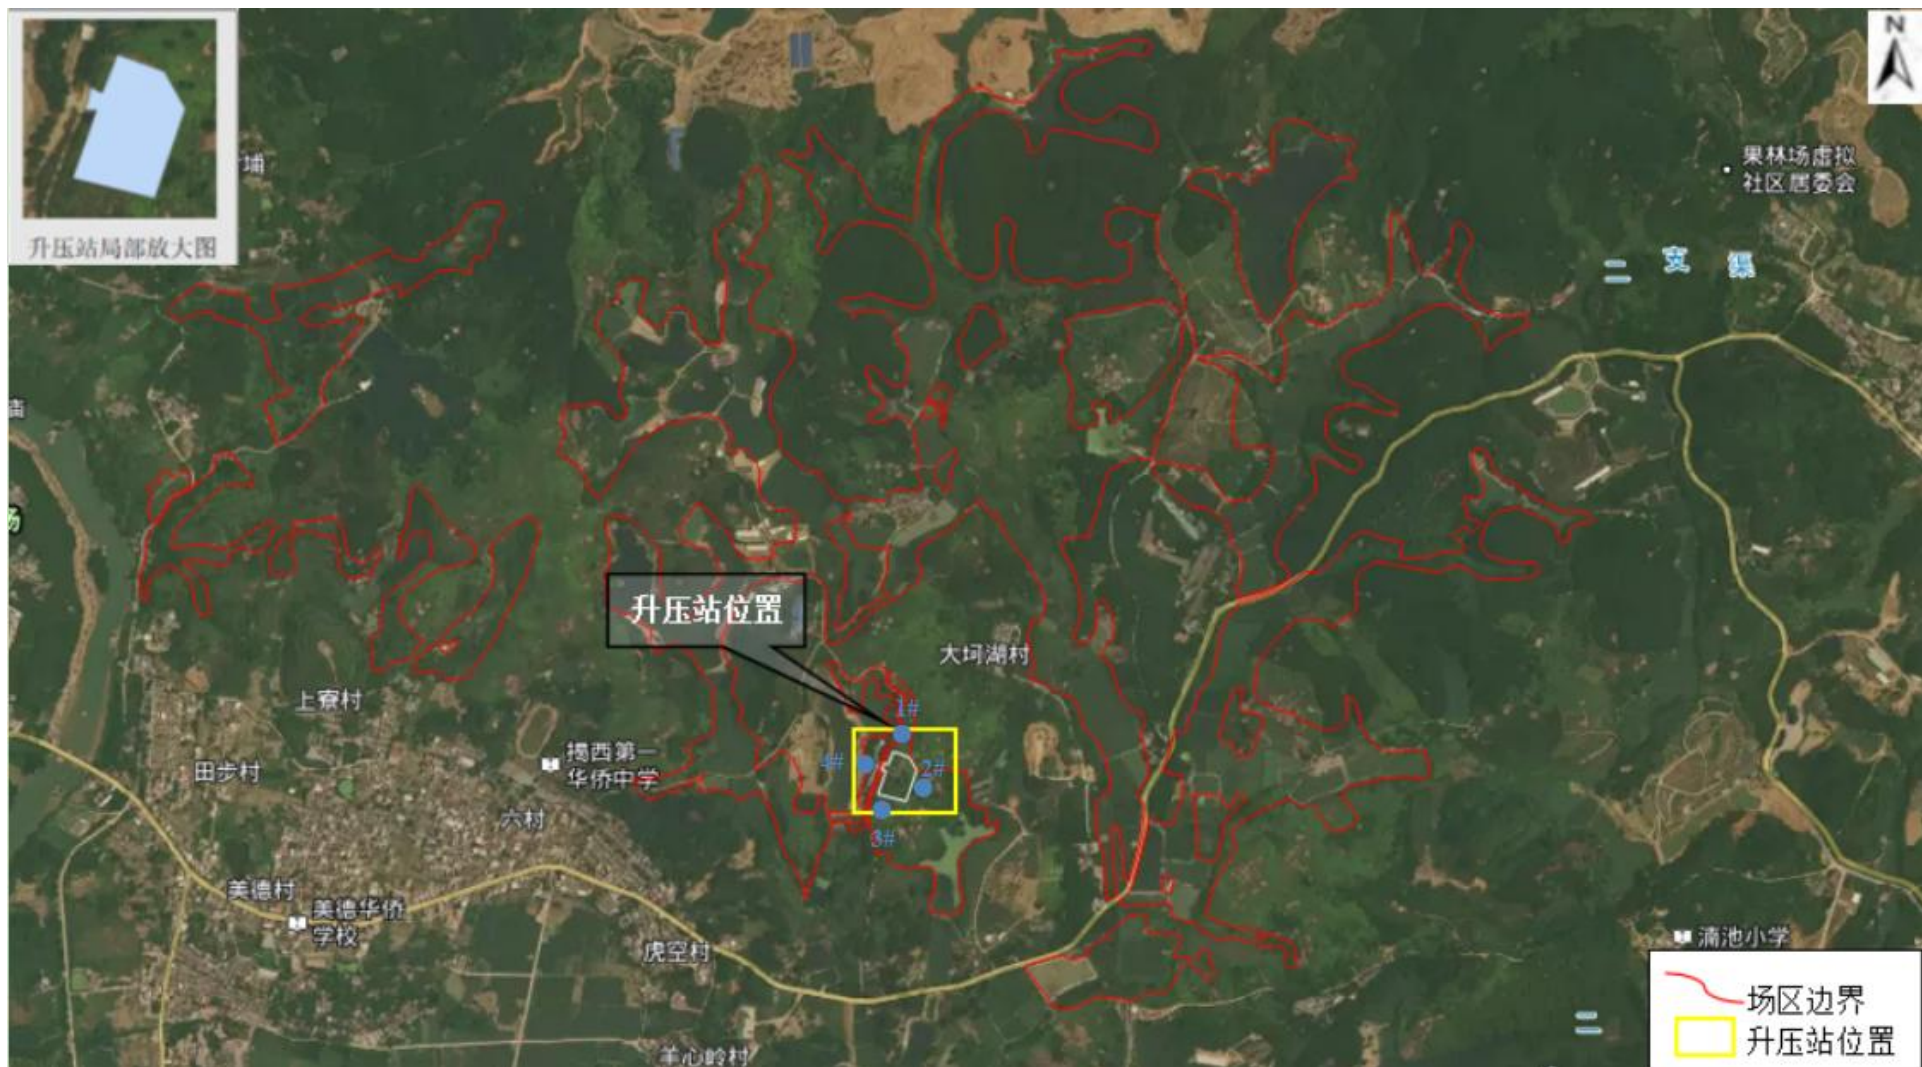 N
埔
果林场虚拟
社区居委会
升压站局部放大图
二 支 渠
庙
场
升压站位置
大坷湖村
上寮村
1#
揭西第一
华侨中学
田步村
4#
2#
六村
3#
美德村
美德华侨
学校
虎空村
湳池小学
场区边界
二
升压站位置
羊心岭村